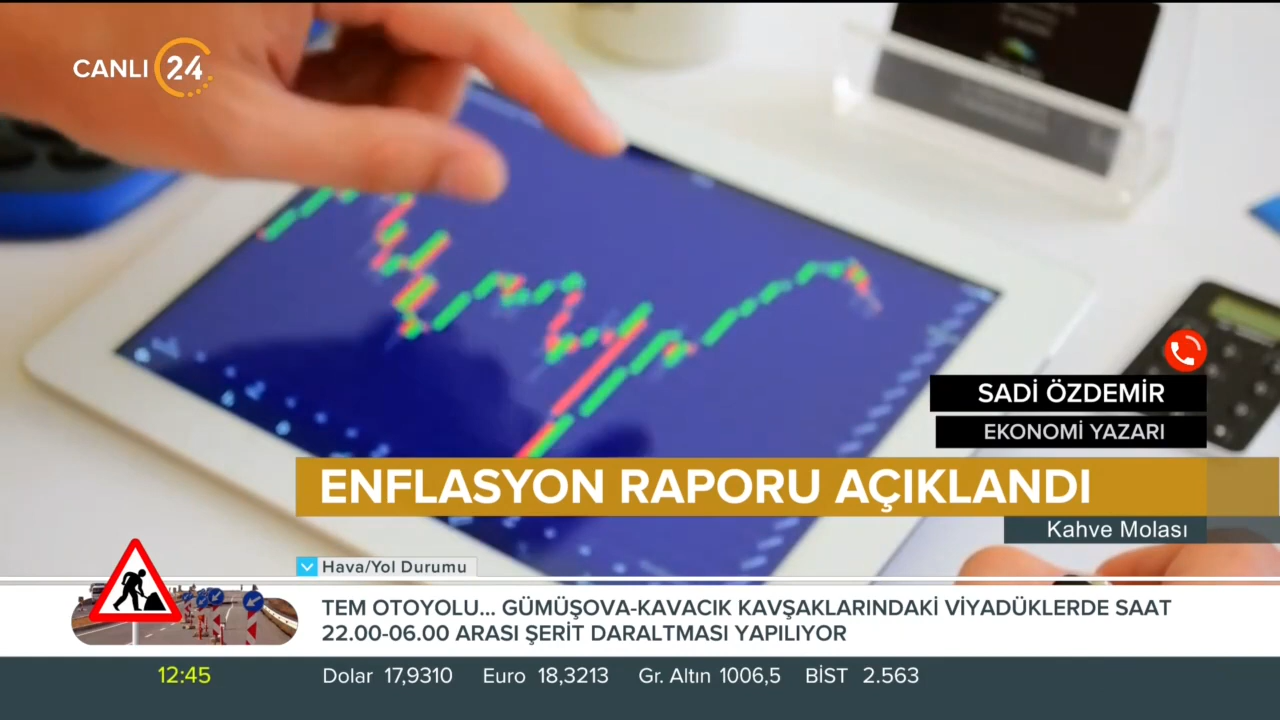 CANLI 24
SADİ ÖZDEMİR
EKONOMİ YAZARI
ENFLASYON RAPORU AÇIKLANDI
Kahve Molası
Hava/Yol Durumu
TEM OTOYOLU... GÜMÜŞOVA-KAVACIK KAVŞAKLARINDAKİ VİYADÜKLERDE SAAT
22.00-06.00 ARASI ŞERİT DARALTMASI YAPILIYOR
12:45 Dolar 17,9310 Euro 18,3213 Gr. Altın 1006,5 BİST 2.563